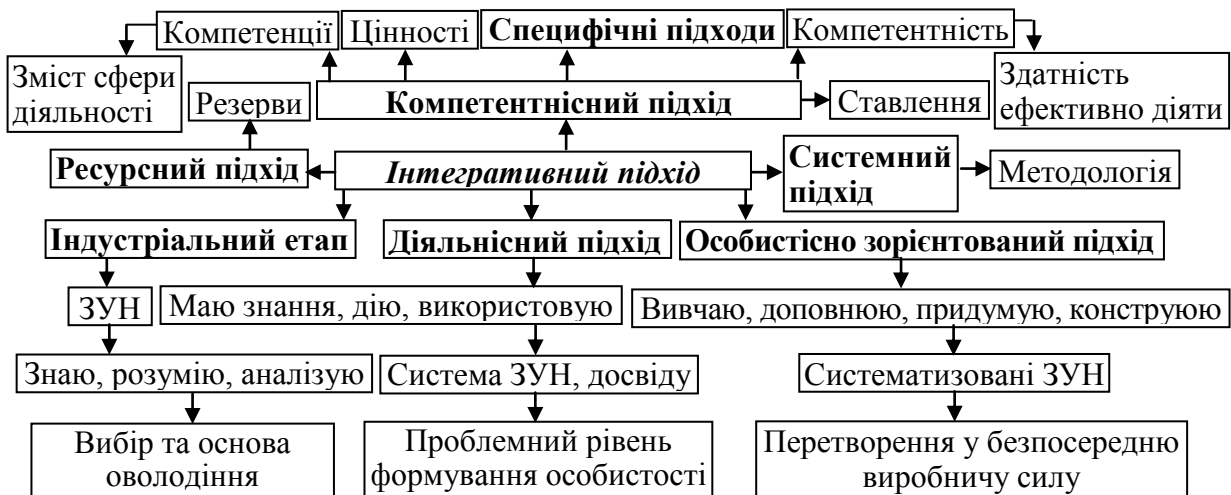 Компетенції
Цінності
Специфічні підходи
Компетентність
Зміст сфери
діяльності
Резерви
Компетентнісний підхід
Ставлення
Здатність
ефективно діяти
Ресурсний підхід
Інтегративний підхід
Системний
підхід
Методологія
Індустріальний етап
Діяльнісний підхід
Особистісно зорієнтований підхід
ЗУН
Маю знання, дію, використовую
Вивчаю, доповнюю, придумую, конструюю
Знаю, розумію, аналізую
Система ЗУН, досвіду
Систематизовані ЗУН
Вибір та основа
оволодіння
Проблемний рівень
формування особистості
Перетворення у безпосередню
виробничу силу